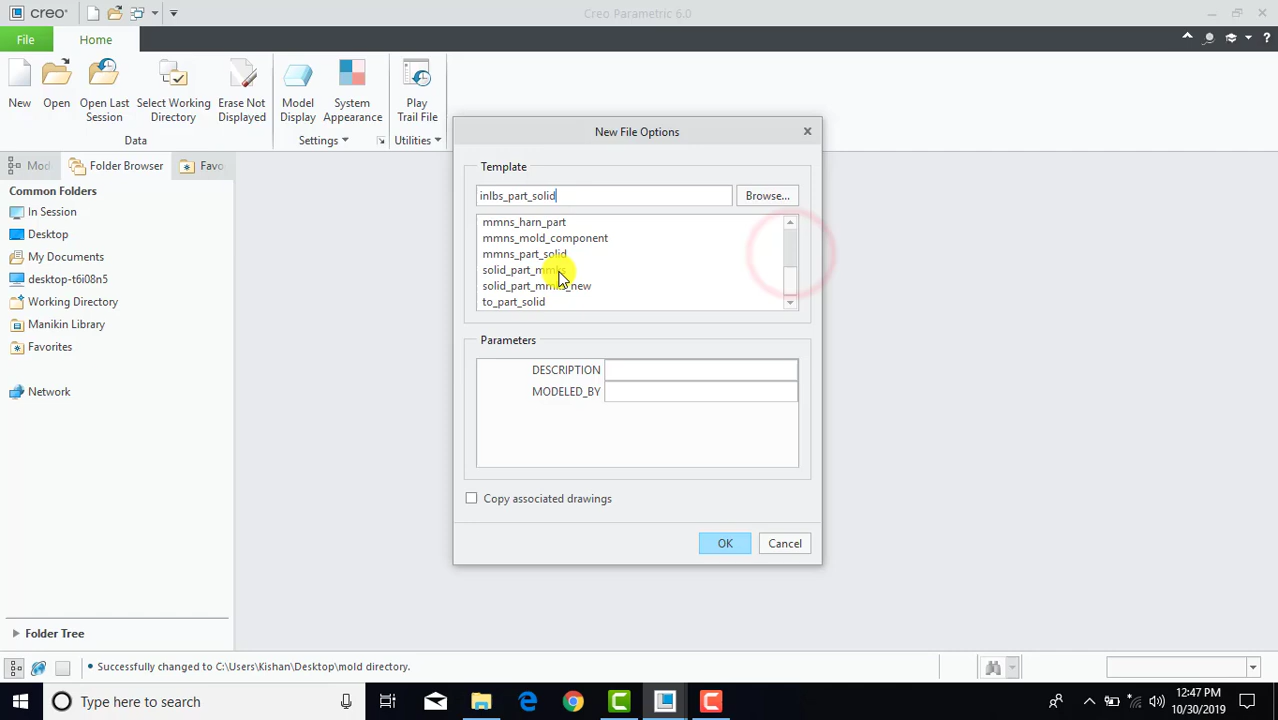 creo
Creo Parametric 6.0
File
Home
New
Open
Open Last Session
Select Working Directory
Erase Not Displayed
Model Display
System Appearance
Play Trail File
Data
Settings
Utilities
Mod
Folder Browser
Favo
Common Folders
In Session
Desktop
My Documents
desktop-t6i08n5
Working Directory
Manikin Library
Favorites
Network
Folder Tree
New File Options
Template
inlbs_part_solid
Browse...
mmns_harn_part
mmns_mold_component
mmns_part_solid
solid_part_mmks
solid_part_mmks_new
to_part_solid
Parameters
DESCRIPTION
MODELED_BY
Copy associated drawings
OK
Cancel
• Successfully changed to C:\Users\Kishan\Desktop\mold directory.
Type here to search
12:47 PM
10/30/2019